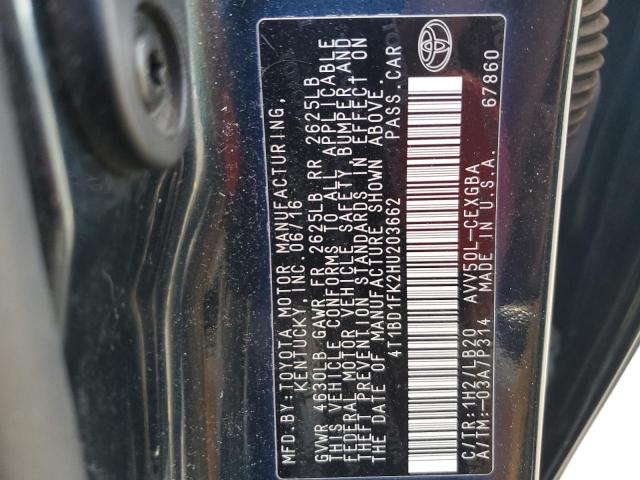 MFD. BY: TOYOTA MOTOR MANUFACTURING,
KENTUCKY, INC. 06/16
GVWR 4630LB GAWR FR 2625LB RR 2625LB
THIS VEHICLE CONFORMS TO ALL APPLICABLE
FEDERAL MOTOR VEHICLE SAFETY, BUMPER, AND
THEFT PREVENTION STANDARDS IN EFFECT ON
THE DATE OF MANUFACTURE SHOWN ABOVE.
4T1BD1FK2HU203662 PASS. CAR
C/TR: 1H2/LB20 AVV50L-CEXGBA
A/TM: -03A/P314 MADE IN U.S.A. 67860